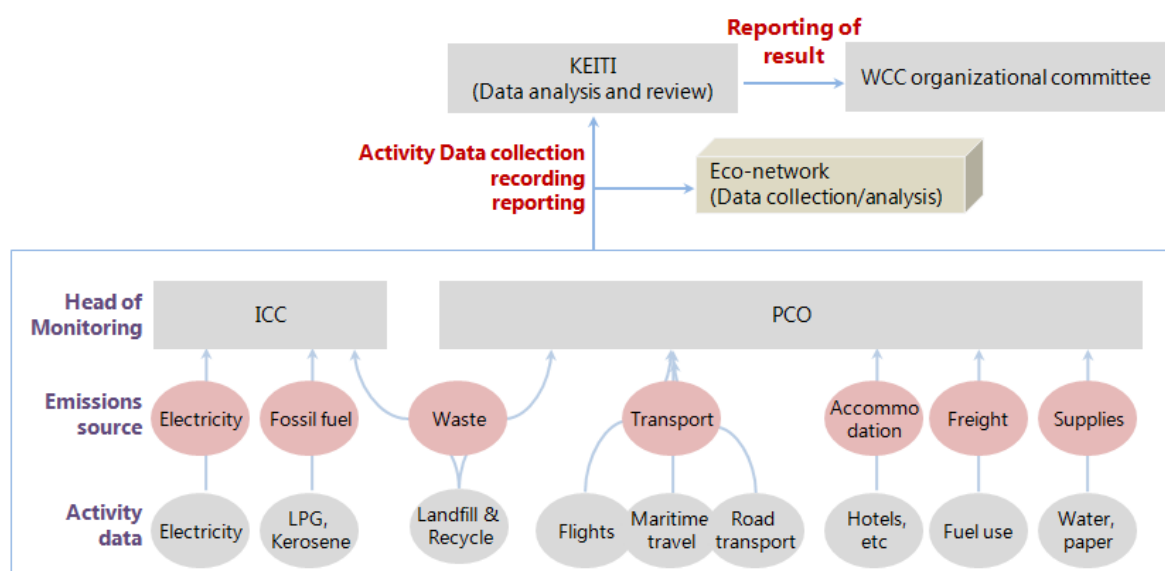 Reporting of
result
KEITI
(Data analysis and review)
WCC organizational committee
Activity Data collection
recording
reporting
Eco-network
(Data collection/analysis)
Head of
Monitoring
ICC
PCO
Emissions
source
Electricity
Fossil fuel
Waste
Transport
Accommo
dation
Freight
Supplies
Activity
data
Electricity
LPG,
Kerosene
Landfill &
Recycle
Flights
Maritime
travel
Road
transport
Hotels,
etc
Fuel use
Water,
paper